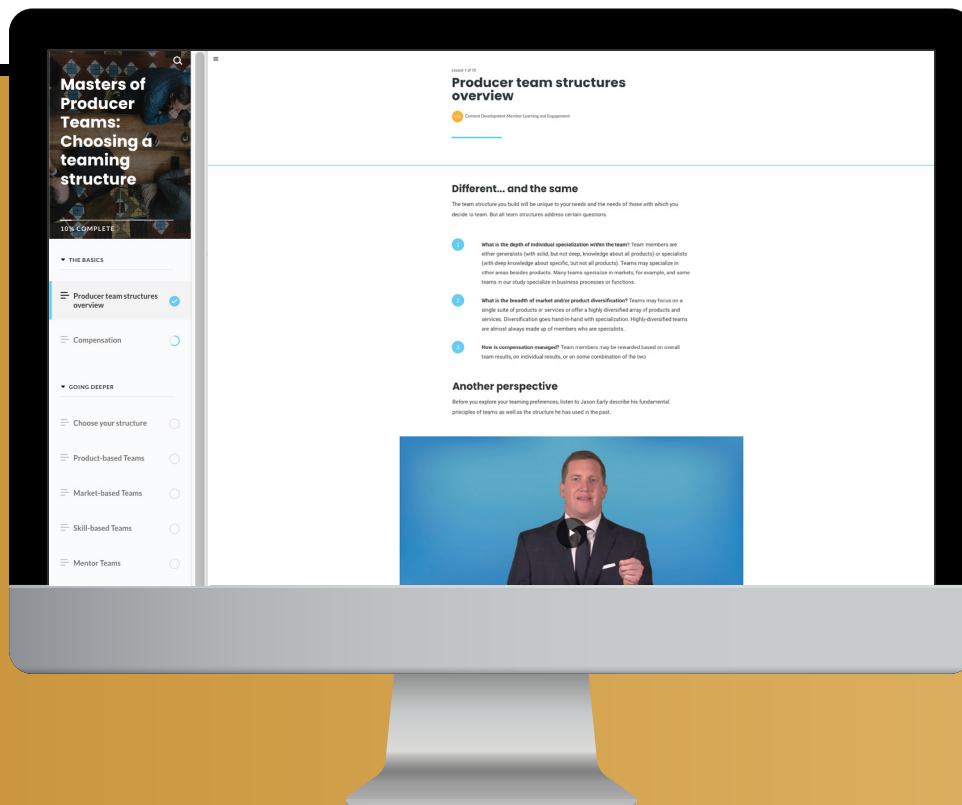 Masters of
Producer
Teams:
Choosing a
teaming
structure
10% COMPLETE
THE BASICS
Producer team structures
overview
Compensation
GOING DEEPER
Choose your structure
Product-based Teams
Market-based Teams
Skill-based Teams
Mentor Teams
Lesson 1 of 10
Producer team structures
overview
Content Development Member Learning and Engagement
Different... and the same
The team structure you build will be unique to your needs and the needs of those with which you
decide to team. But all team structures address certain questions.
1
What is the depth of individual specialization within the team? Team members are
either generalists (with solid, but not deep, knowledge about all products) or specialists
(with deep knowledge about specific, but not all products). Teams may specialize in
other areas besides products. Many teams specialize in markets, for example, and some
teams in our study specialize in business processes or functions.
2
What is the breadth of market and/or product diversification? Teams may focus on a
single suite of products or services or offer a highly diversified array of products and
services. Diversification goes hand-in-hand with specialization. Highly-diversified teams
are almost always made up of members who are specialists.
3
How is compensation managed? Team members may be rewarded based on overall
team results, on individual results, or on some combination of the two
Another perspective
Before you explore your teaming preferences, listen to Jason Early describe his fundamental
principles of teams as well as the structure he has used in the past.